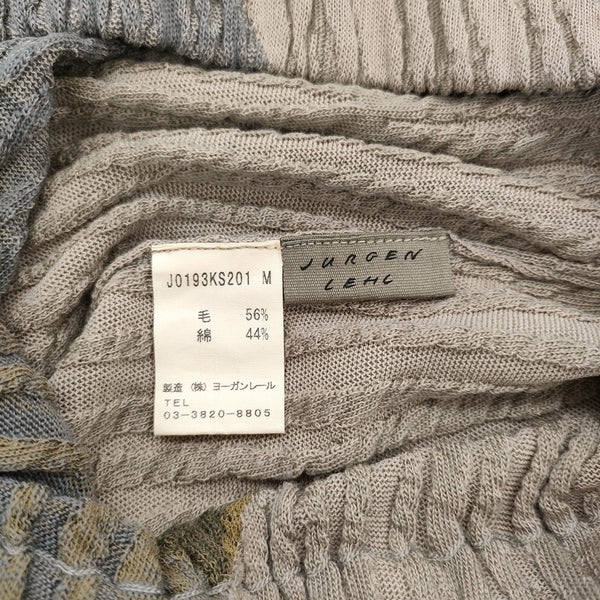 J0193KS201 M
毛 56%
綿 44%
製造 (株) ヨーガンレール
TEL
03-3820-8805
JURGEN
LEHL